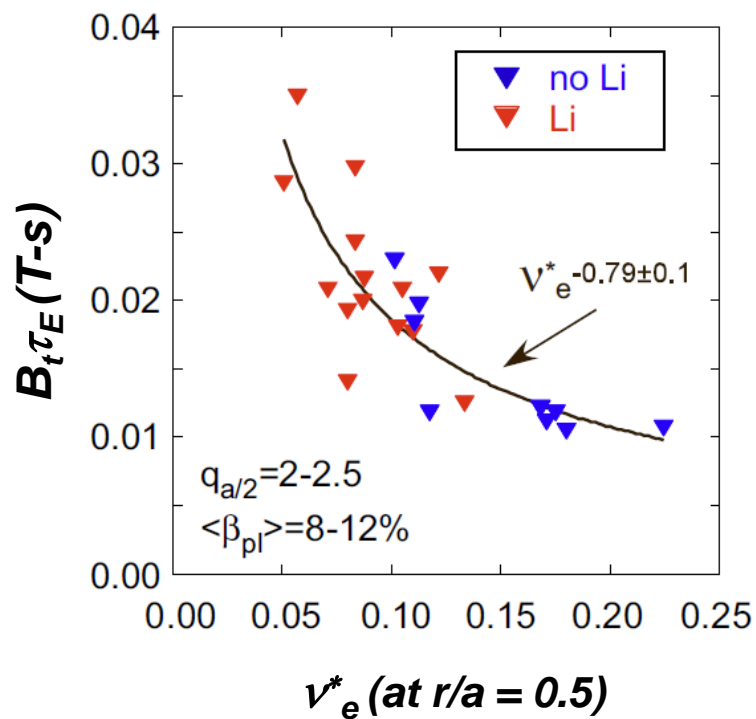 0.04
0.03
0.02
0.01
0.00
B_tτ_E (T-s)
no Li
Li
ν*_e^-0.79±0.1
q_a/2=2-2.5
<β_pl>=8-12%
0.00 0.05 0.10 0.15 0.20 0.25
ν*_e (at r/a = 0.5)